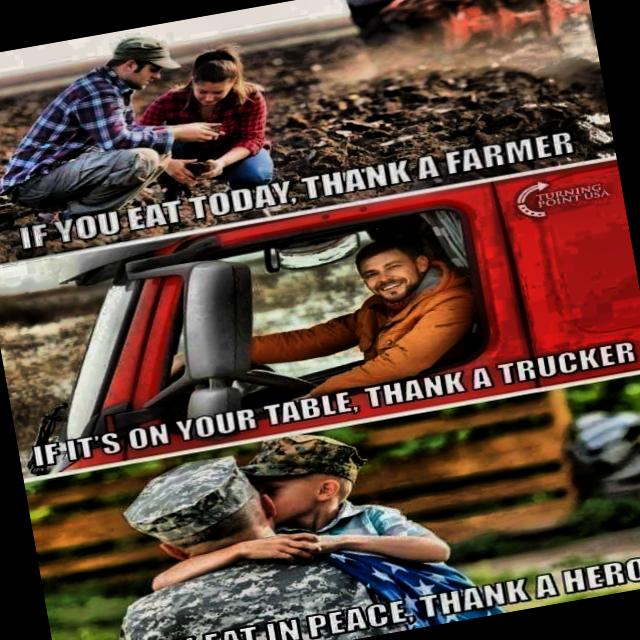 IF YOU EAT TODAY, THANK A FARMER
TURNING
POINT USA
IF IT'S ON YOUR TABLE, THANK A TRUCKER
EAT IN PEACE, THANK A HERO